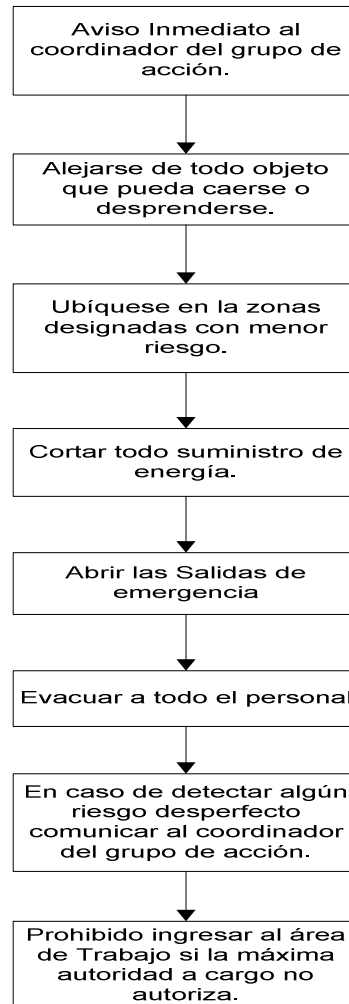 Aviso Inmediato al
coordinador del grupo de
acción.
Alejarse de todo objeto
que pueda caerse o
desprenderse.
Ubíquese en la zonas
designadas con menor
riesgo.
Cortar todo suministro de
energía.
Abrir las Salidas de
emergencia
Evacuar a todo el personal
En caso de detectar algún
riesgo desperfecto
comunicar al coordinador
del grupo de acción.
Prohibido ingresar al área
de Trabajo si la máxima
autoridad a cargo no
autoriza.